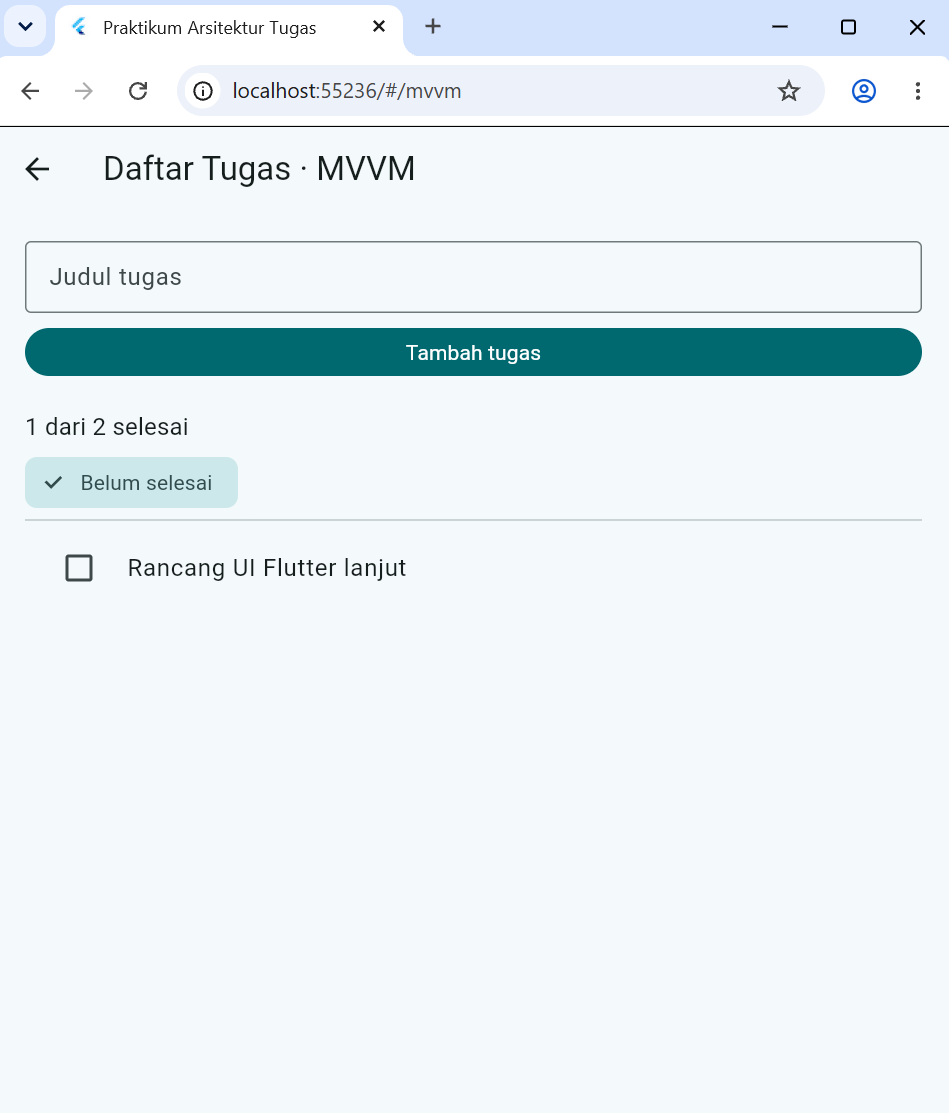 Praktikum Arsitektur Tugas
localhost:55236/#/mvvm
Daftar Tugas · MVVM
Judul tugas
Tambah tugas
1 dari 2 selesai
Belum selesai
Rancang UI Flutter lanjut